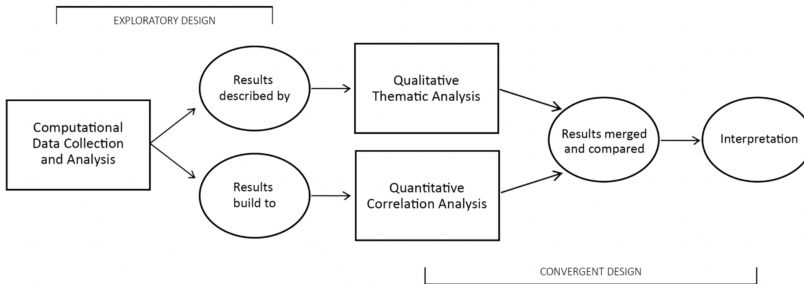 EXPLORATORY DESIGN
Results
described by
Qualitative
Thematic Analysis
Computational
Data Collection
and Analysis
Results merged
and compared
Interpretation
Results
build to
Quantitative
Correlation Analysis
CONVERGENT DESIGN